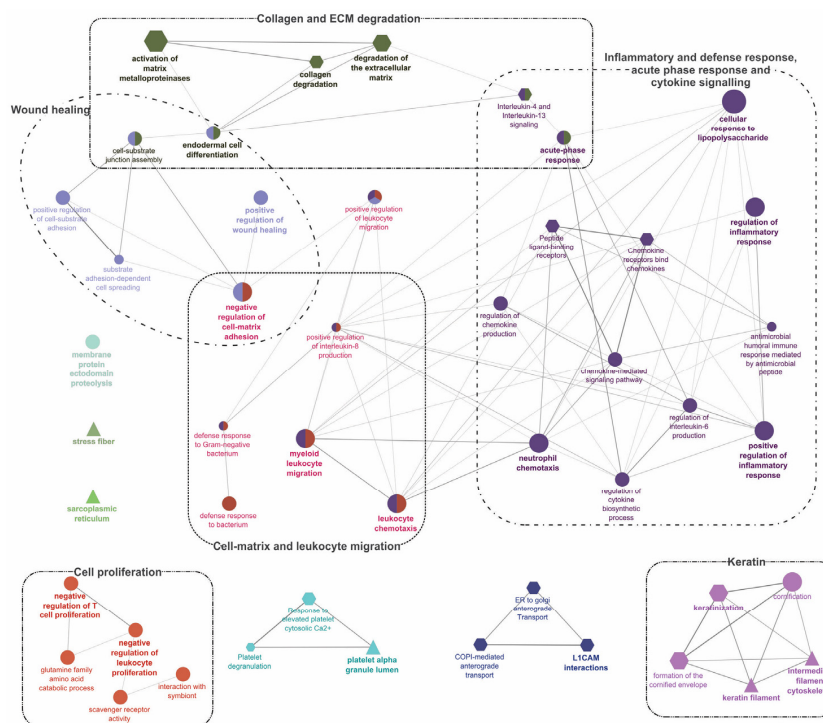 Collagen and ECM degradation
activation of
matrix
metalloproteinases
collagen
degradation
degradation of
the extracellular
matrix
Inflammatory and defense response,
acute phase response and
cytokine signalling
Interleukin-4 and
Interleukin-13
signaling
cellular
response to
lipopolysaccharide
Wound healing
cell-substrate
junction assembly
endodermal cell
differentiation
acute-phase
response
positive regulation
of cell-substrate
adhesion
positive
regulation of
wound healing
positive regulation
of leukocyte
migration
regulation of
inflammatory
response
Peptide
ligand-binding
receptors
Chemokine
receptors bind
chemokines
substrate
adhesion-dependent
cell spreading
negative
regulation of
cell-matrix
adhesion
positive regulation
of interleukin-8
production
regulation of
chemokine
production
antimicrobial
humoral immune
response mediated
by antimicrobial
peptide
membrane
protein
ectodomain
proteolysis
chemokine-mediated
signaling pathway
regulation of
interleukin-6
production
stress fiber
defense response
to Gram-negative
bacterium
myeloid
leukocyte
migration
neutrophil
chemotaxis
positive
regulation of
inflammatory
response
sarcoplasmic
reticulum
defense response
to bacterium
leukocyte
chemotaxis
regulation of
cytokine
biosynthetic
process
Cell-matrix and leukocyte migration
Cell proliferation
negative
regulation of T
cell proliferation
negative
regulation of
leukocyte
proliferation
glutamine family
amino acid
catabolic process
interaction with
symbiont
scavenger receptor
activity
Response to
elevated platelet
cytosolic Ca2+
Platelet
degranulation
platelet alpha
granule lumen
ER to golgi
anterograde
Transport
COPI-mediated
anterograde
transport
L1CAM
interactions
Keratin
keratinization
cornification
formation of the
cornified envelope
keratin filament